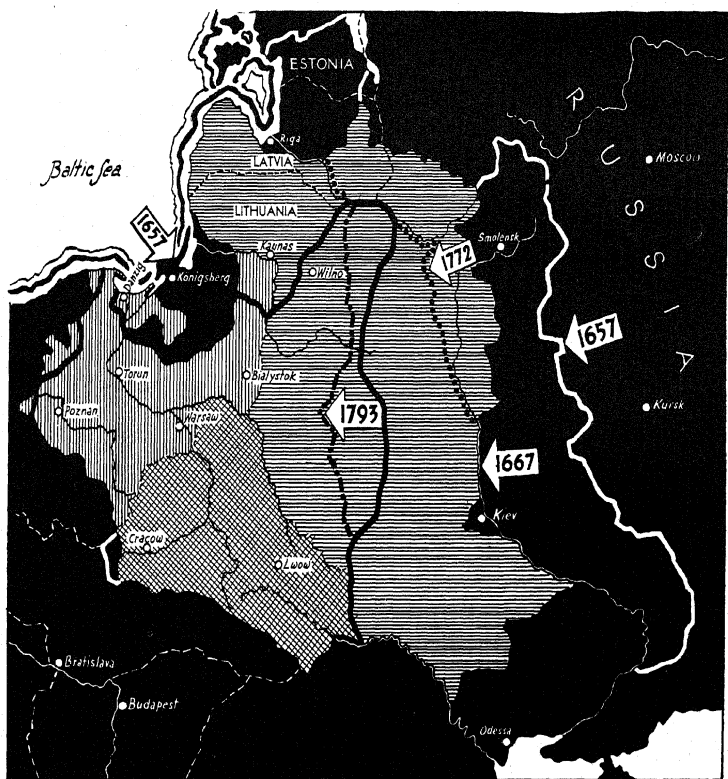 ESTONIA
R
U
S
S
I
A
Riga
Moscow
LATVIA
Baltic Sea
LITHUANIA
1657
Smolensk
Kaunas
1772
Wilno
Königsberg
Danzig
1657
Torun
Bialystok
Poznan
1793
Kursk
Warsaw
1667
Kiev
Cracow
Lwow
Bratislava
Budapest
Odessa